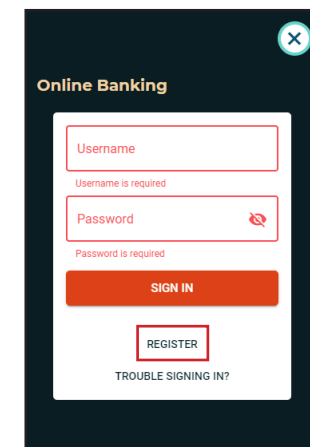 Online Banking
Username
Username is required
Password
Password is required
SIGN IN
REGISTER
TROUBLE SIGNING IN?